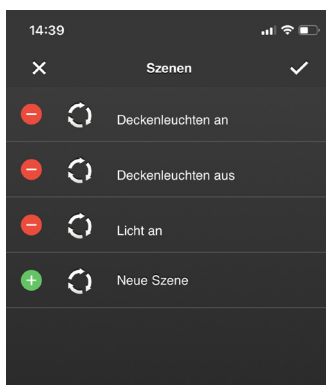 14:39
Szenen
Deckenleuchten an
Deckenleuchten aus
Licht an
Neue Szene